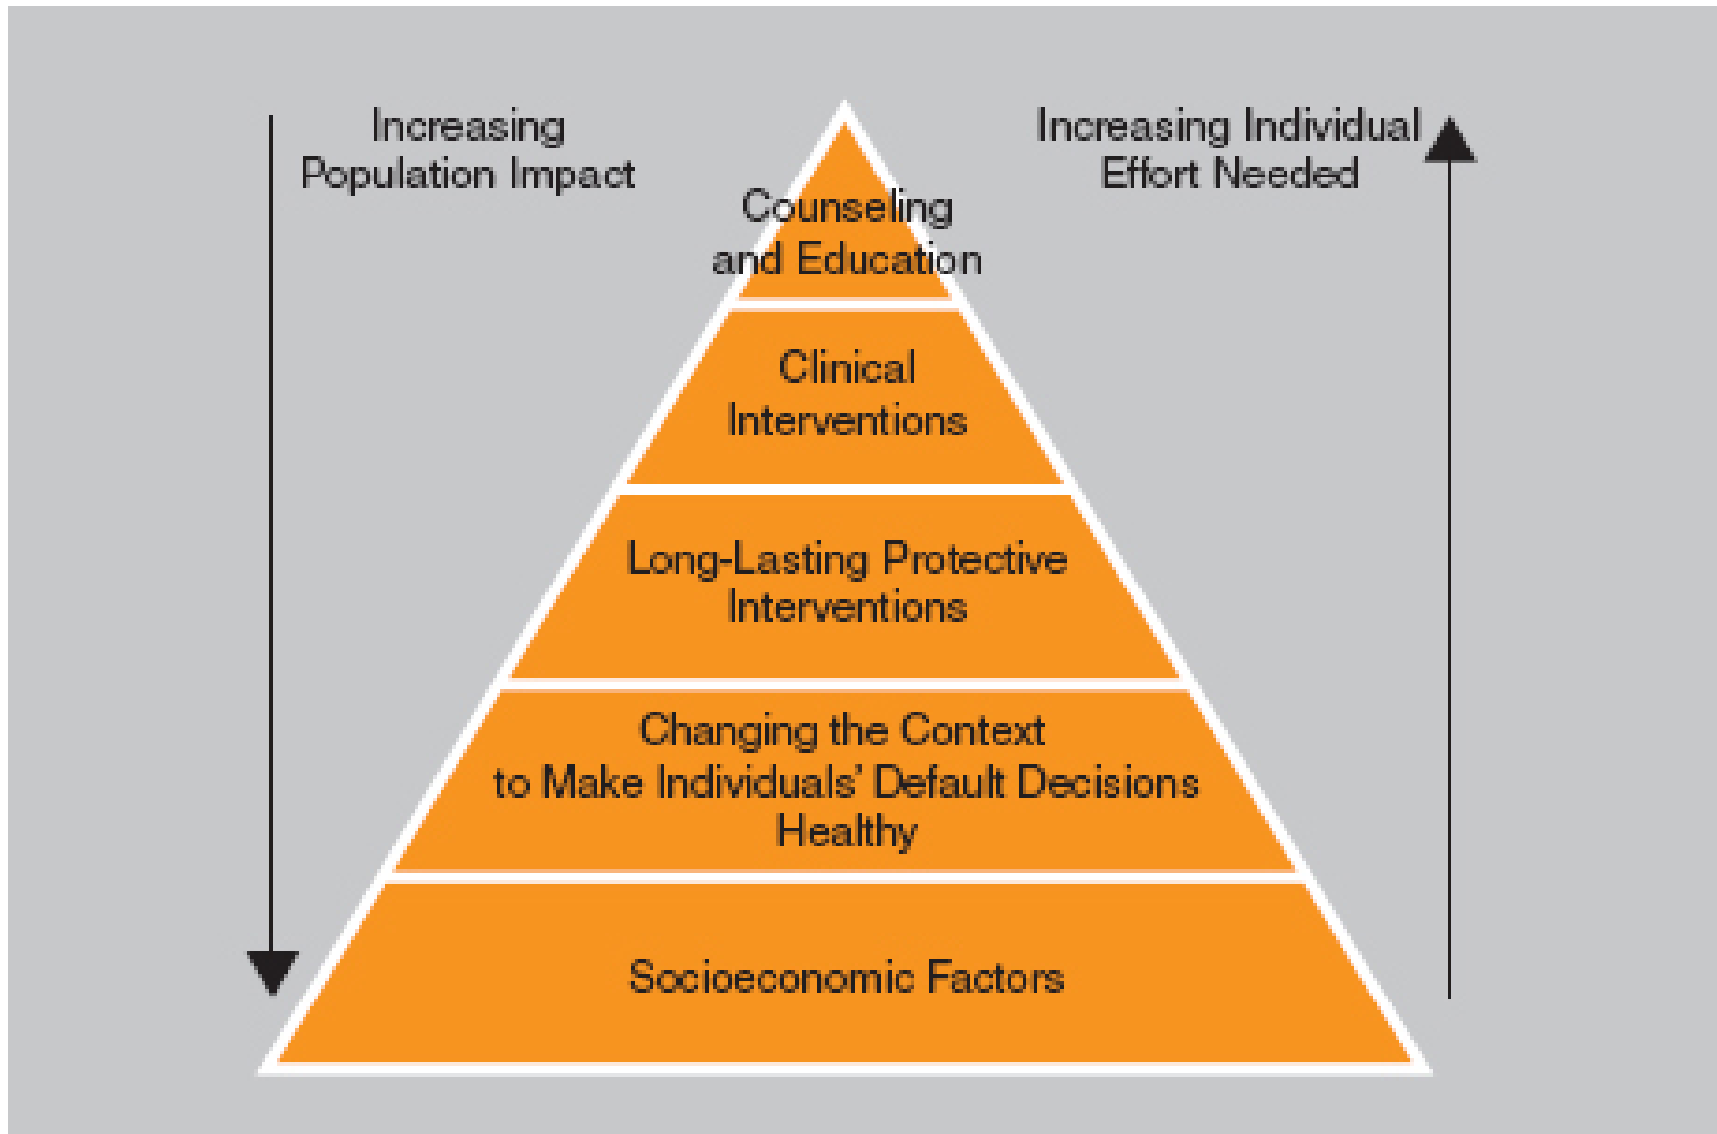 Increasing
Population Impact
Increasing Individual
Effort Needed
Counseling
and Education
Clinical
Interventions
Long-Lasting Protective
Interventions
Changing the Context
to Make Individuals’ Default Decisions
Healthy
Socioeconomic Factors